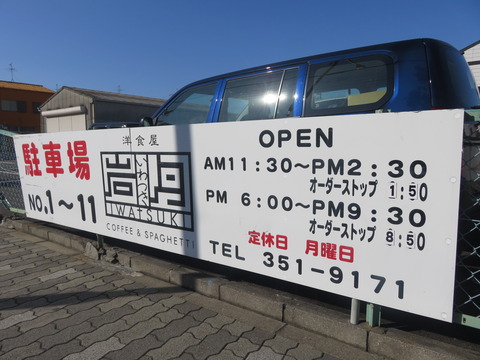 駐車場
NO.1～11
洋食屋
いわつき
岩月
IWATSUKI
COFFEE & SPAGHETTI
OPEN
AM11:30～PM2:30
オーダーストップ 1:50
PM 6:00～PM9:30
オーダーストップ 8:50
定休日 月曜日
TEL 351-9171